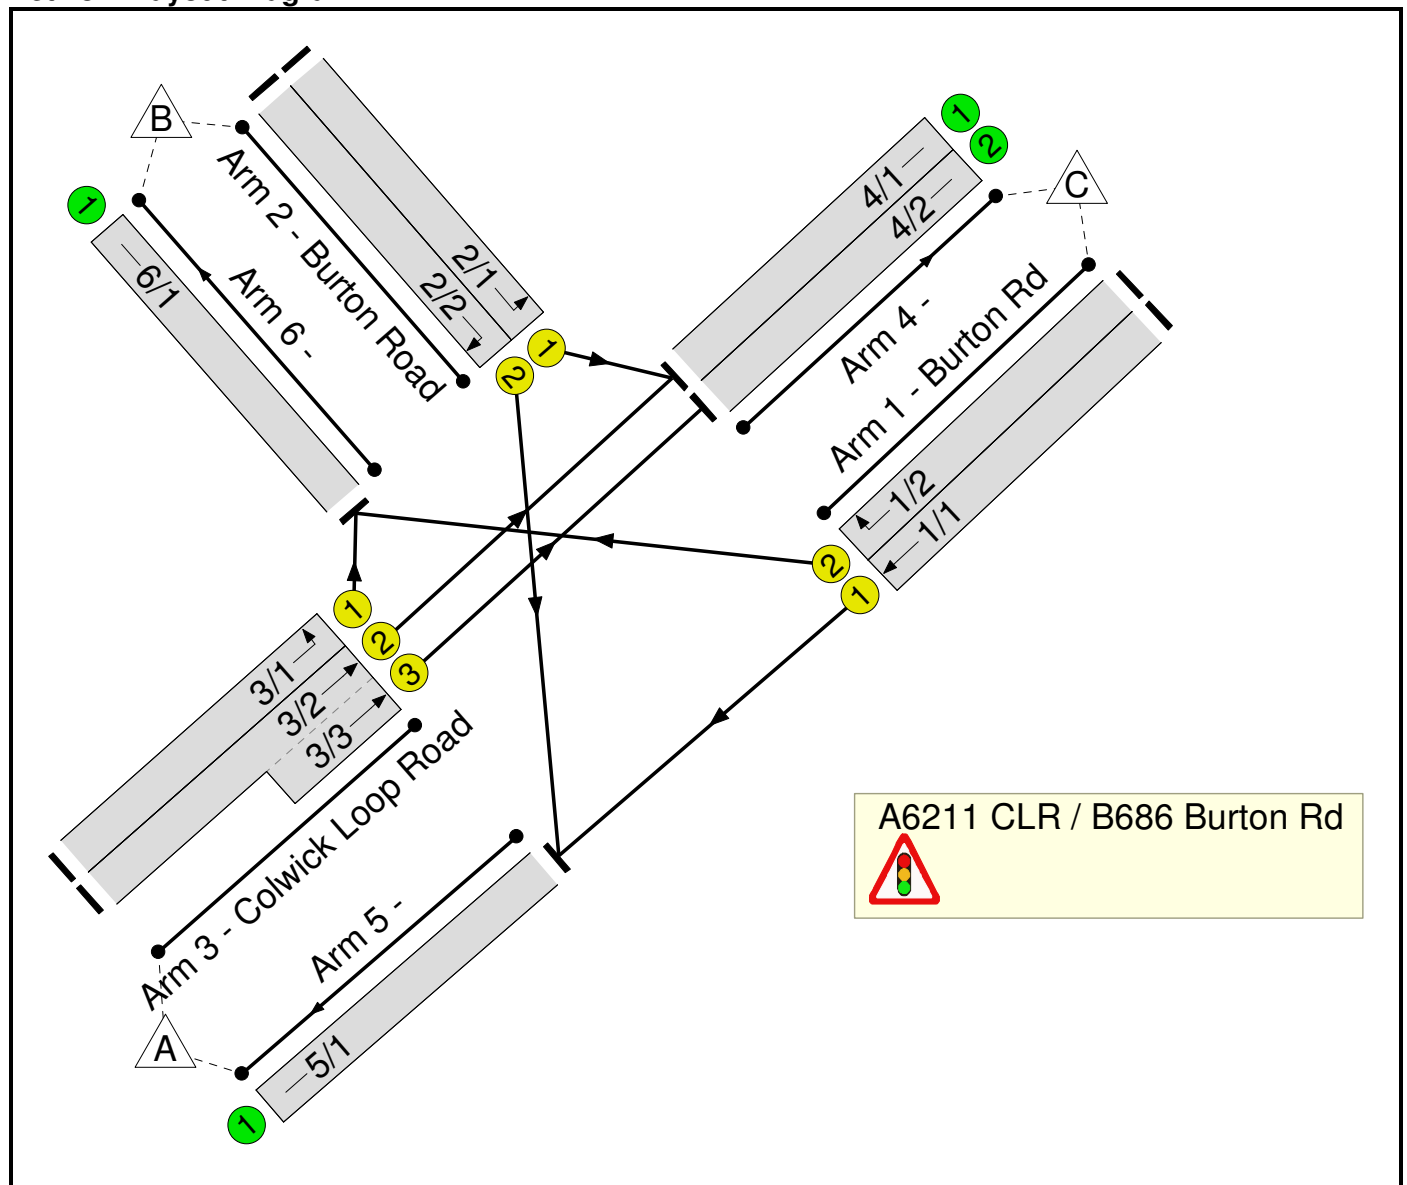 B
Arm 2 - Burton Road
2/1
2/2
1
2
1
6/1
Arm 6 -
1
2
4/1
4/2
Arm 4 -
C
Arm 1 - Burton Rd
1/2
1/1
2
1
1
2
3
3/1
3/2
3/3
Arm 3 - Colwick Loop Road
A6211 CLR / B686 Burton Rd
Arm 5 -
5/1
A
1